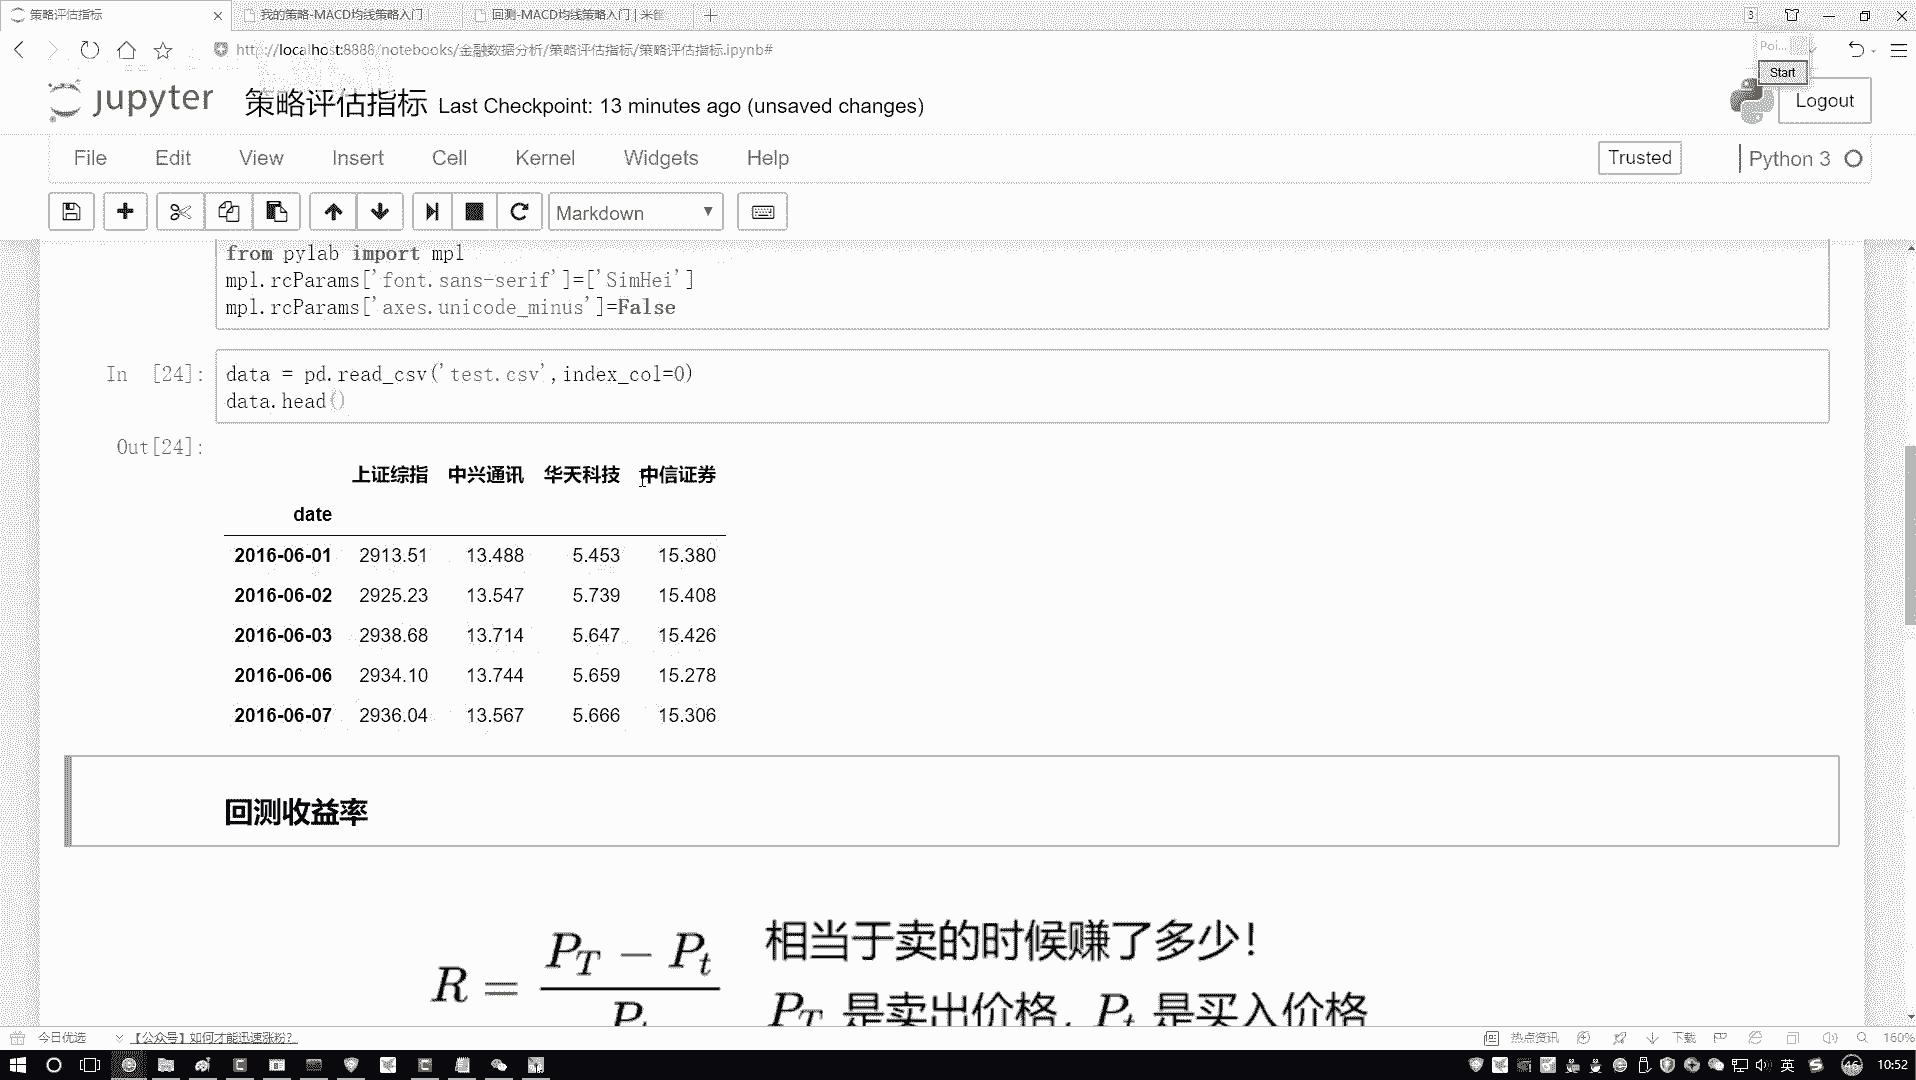 策略评估指标
我的策略-MACD均线策略入门
回测-MACD均线策略入门 | 米筐
3
http://localhost:8888/notebooks/金融数据分析/策略评估指标/策略评估指标.ipynb#
Poi...
Start
jupyter 策略评估指标 Last Checkpoint: 13 minutes ago (unsaved changes)
Logout
File Edit View Insert Cell Kernel Widgets Help
Trusted
Python 3
Markdown
from pylab import mpl
mpl.rcParams['font.sans-serif']=['SimHei']
mpl.rcParams['axes.unicode_minus']=False
In [24]: data = pd.read_csv('test.csv',index_col=0)
data.head()
Out[24]:
上证综指 中兴通讯 华天科技 中信证券
date
2016-06-01 2913.51 13.488 5.453 15.380
2016-06-02 2925.23 13.547 5.739 15.408
2016-06-03 2938.68 13.714 5.647 15.426
2016-06-06 2934.10 13.744 5.659 15.278
2016-06-07 2936.04 13.567 5.666 15.306
回测收益率
R = (P_T − P_t) / P_t
相当于卖的时候赚了多少!
P_T 是卖出价格, P_t 是买入价格
今日优选
【公众号】如何才能迅速涨粉?
热点资讯
下载
160%
英
46
10:52